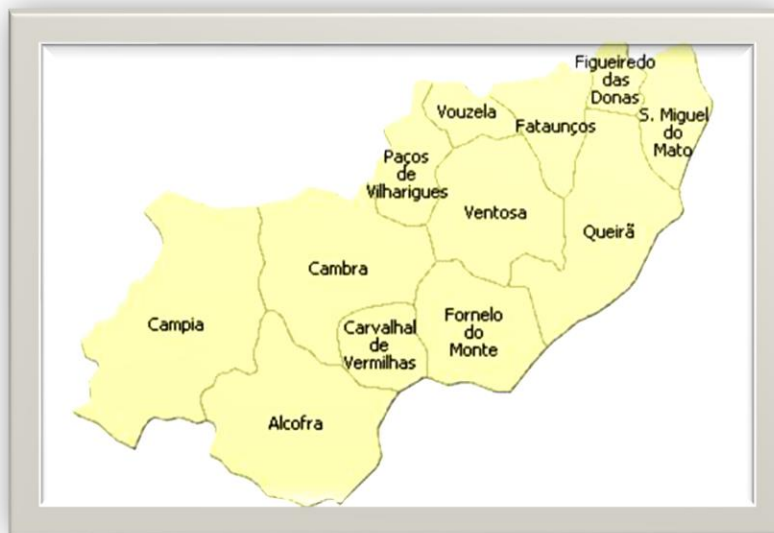 Figueiredo
das
Donas
Vouzela
S. Miguel
do
Mato
Fataunços
Paços
de
Vilharigues
Ventosa
Queirã
Cambra
Campia
Carvalhal
de
Vermilhas
Fornelo
do
Monte
Alcofra